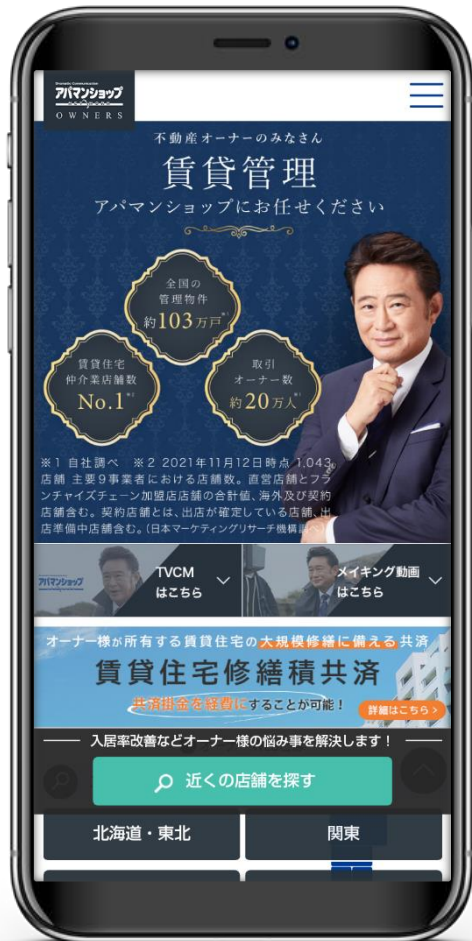 アパマンショップ
OWNERS
不動産オーナーのみなさん
賃貸管理
アパマンショップにお任せください
全国の
管理物件
約103万戸※1
賃貸住宅
仲介業店舗数
No.1※2
取引
オーナー数
約20万人※1
※1 自社調べ ※2 2021年11月12日時点 1,043
店舗 主要9事業者における店舗数。直営店舗とフラ
ンチャイズチェーン加盟店店舗の合計値、海外及び契約
店舗含む。契約店舗とは、出店が確定している店舗、出
店準備中店舗含む。(日本マーケティングリサーチ機構
アパマンショップ
TVCM
はこちら
メイキング動画
はこちら
オーナー様が所有する賃貸住宅の大規模修繕に備える共済
賃貸住宅修繕積共済
共済掛金を経費にすることが可能!
詳細はこちら >
入居率改善などオーナー様の悩み事を解決します!
近くの店舗を探す
北海道・東北
関東